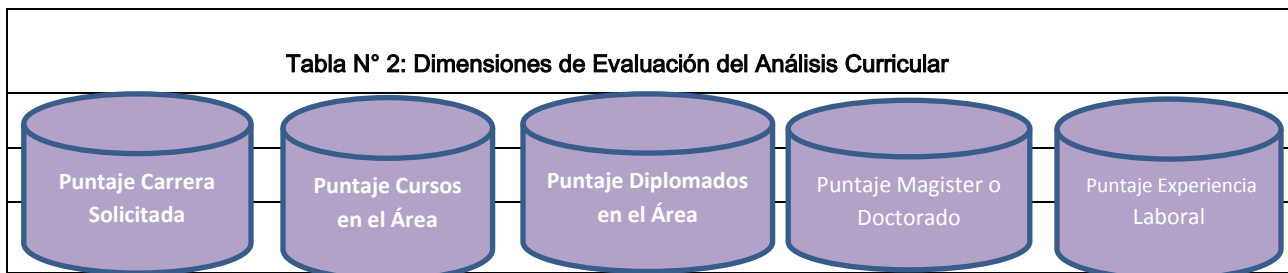 Tabla N° 2: Dimensiones de Evaluación del Análisis Curricular
Puntaje Carrera
Solicitada
Puntaje Cursos
en el Área
Puntaje Diplomados
en el Área
Puntaje Magister o
Doctorado
Puntaje Experiencia
Laboral